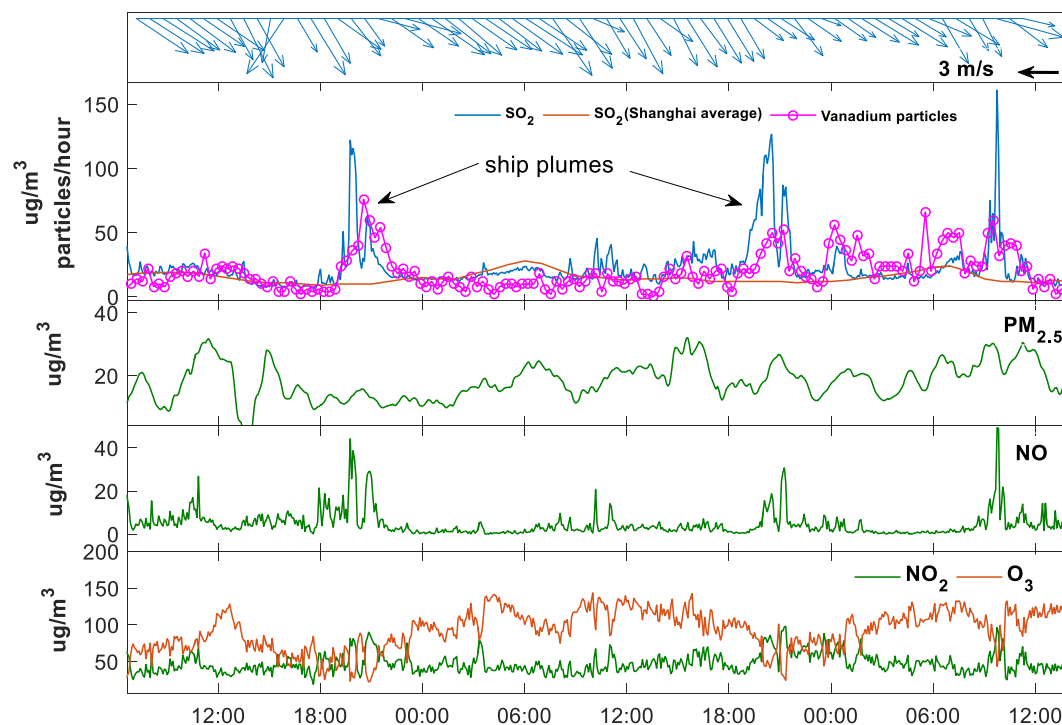 3 m/s
150
100
50
0
ug/m3
particles/hour
SO2
SO2(Shanghai average)
Vanadium particles
ship plumes
40
20
ug/m3
PM2.5
40
20
0
ug/m3
NO
200
150
100
50
ug/m3
NO2
O3
12:00 18:00 00:00 06:00 12:00 18:00 00:00 06:00 12:00